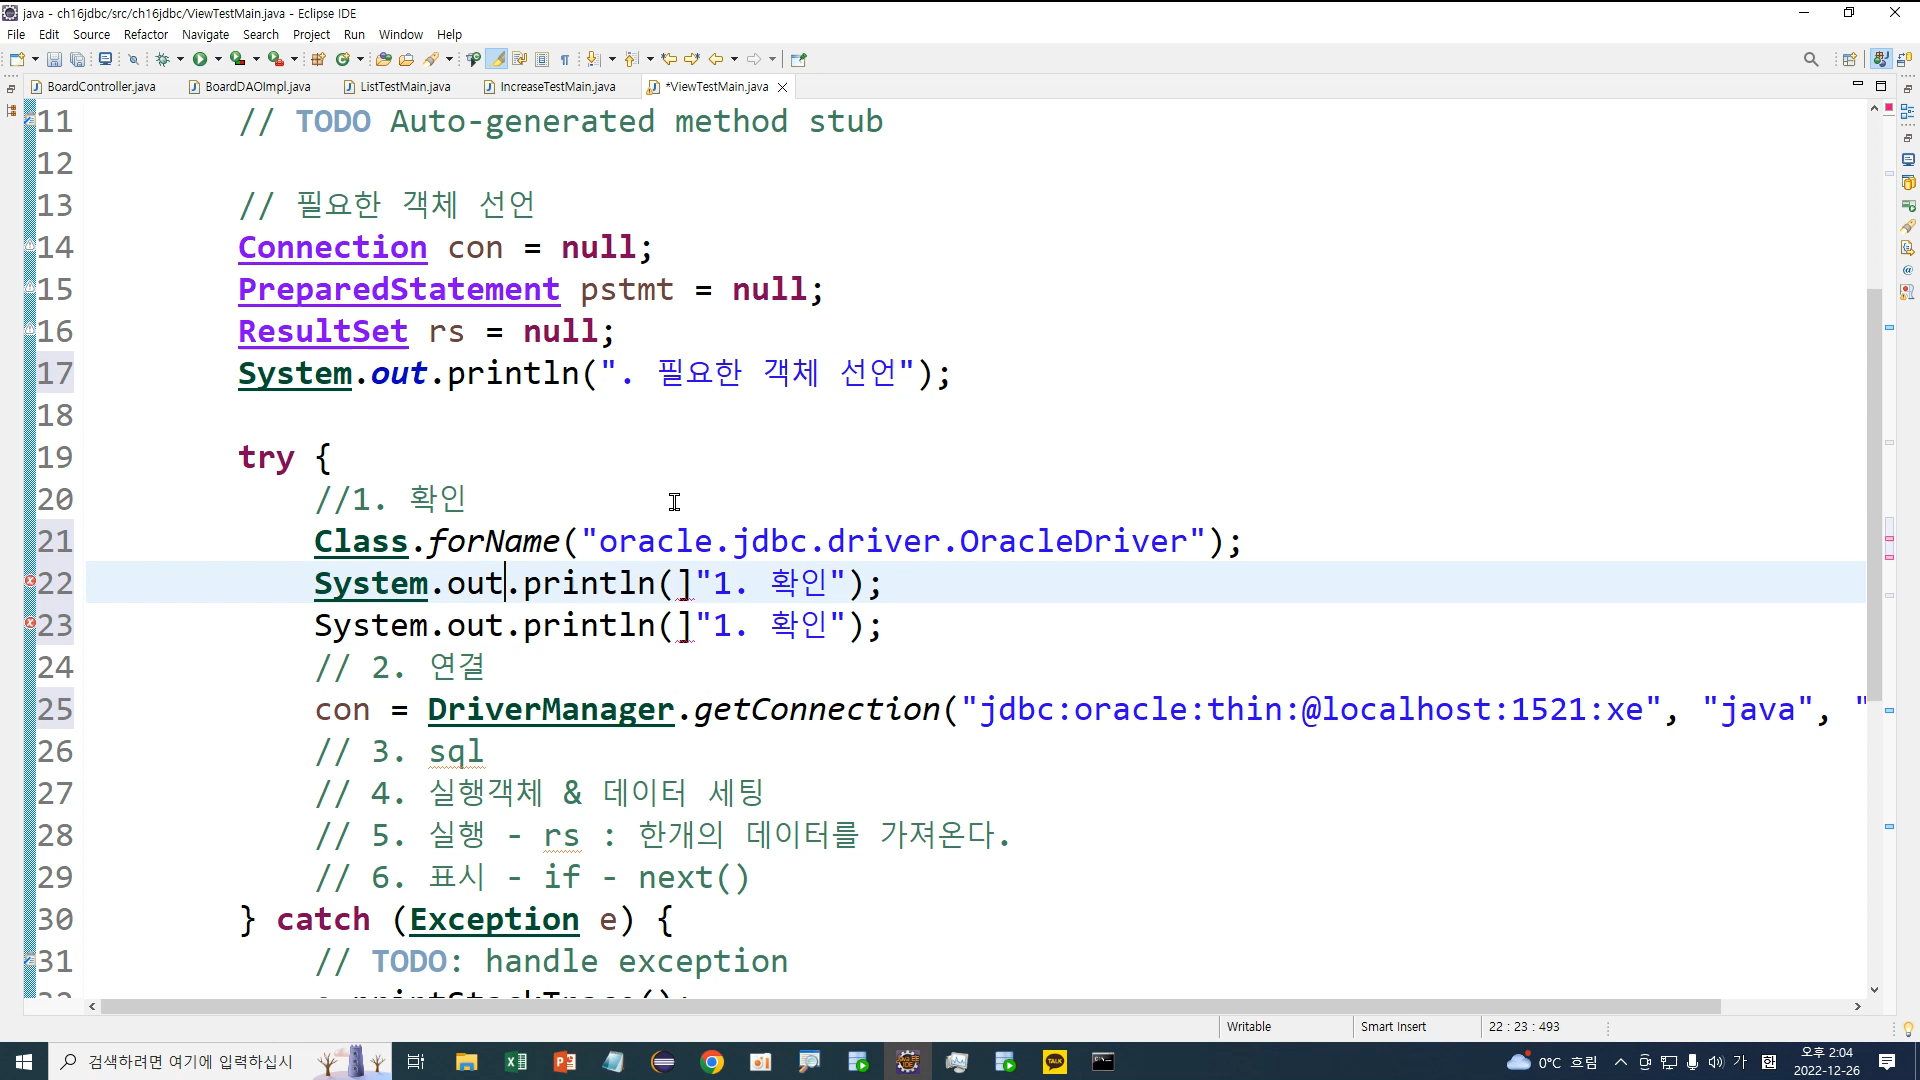 java - ch16jdbc/src/ch16jdbc/ViewTestMain.java - Eclipse IDE
File Edit Source Refactor Navigate Search Project Run Window Help
BoardController.java BoardDAOImpl.java ListTestMain.java IncreaseTestMain.java *ViewTestMain.java
11 // TODO Auto-generated method stub
12
13 // 필요한 객체 선언
14 Connection con = null;
15 PreparedStatement pstmt = null;
16 ResultSet rs = null;
17 System.out.println(". 필요한 객체 선언");
18
19 try {
20 //1. 확인
21 Class.forName("oracle.jdbc.driver.OracleDriver");
22 System.out.println(]"1. 확인");
23 System.out.println(]"1. 확인");
24 // 2. 연결
25 con = DriverManager.getConnection("jdbc:oracle:thin:@localhost:1521:xe", "java", "
26 // 3. sql
27 // 4. 실행객체 & 데이터 세팅
28 // 5. 실행 - rs : 한개의 데이터를 가져온다.
29 // 6. 표시 - if - next()
30 } catch (Exception e) {
31 // TODO: handle exception
32 e.printStackTrace();
Writable Smart Insert 22 : 23 : 493
검색하려면 여기에 입력하십시 TALK 0°C 흐림 가 한 오후 2:04
2022-12-26